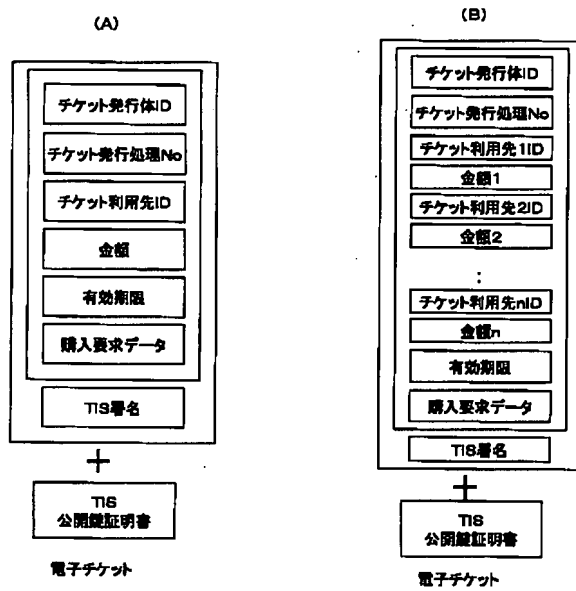 (A)
チケット発行体ID
チケット発行処理No
チケット利用先ID
金額
有効期限
購入要求データ
TIS署名
+
TIS
公開鍵証明書
電子チケット
(B)
チケット発行体ID
チケット発行処理No
チケット利用先1ID
金額1
チケット利用先2ID
金額2
:
チケット利用先nID
金額n
有効期限
購入要求データ
TIS署名
+
TIS
公開鍵証明書
電子チケット